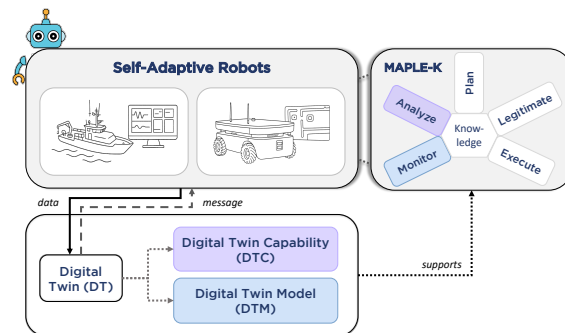 Self-Adaptive Robots
MAPLE-K
Plan
Legitimate
Analyze
Know-
ledge
Monitor
Execute
data
message
Digital
Twin (DT)
Digital Twin Capability
(DTC)
Digital Twin Model
(DTM)
supports